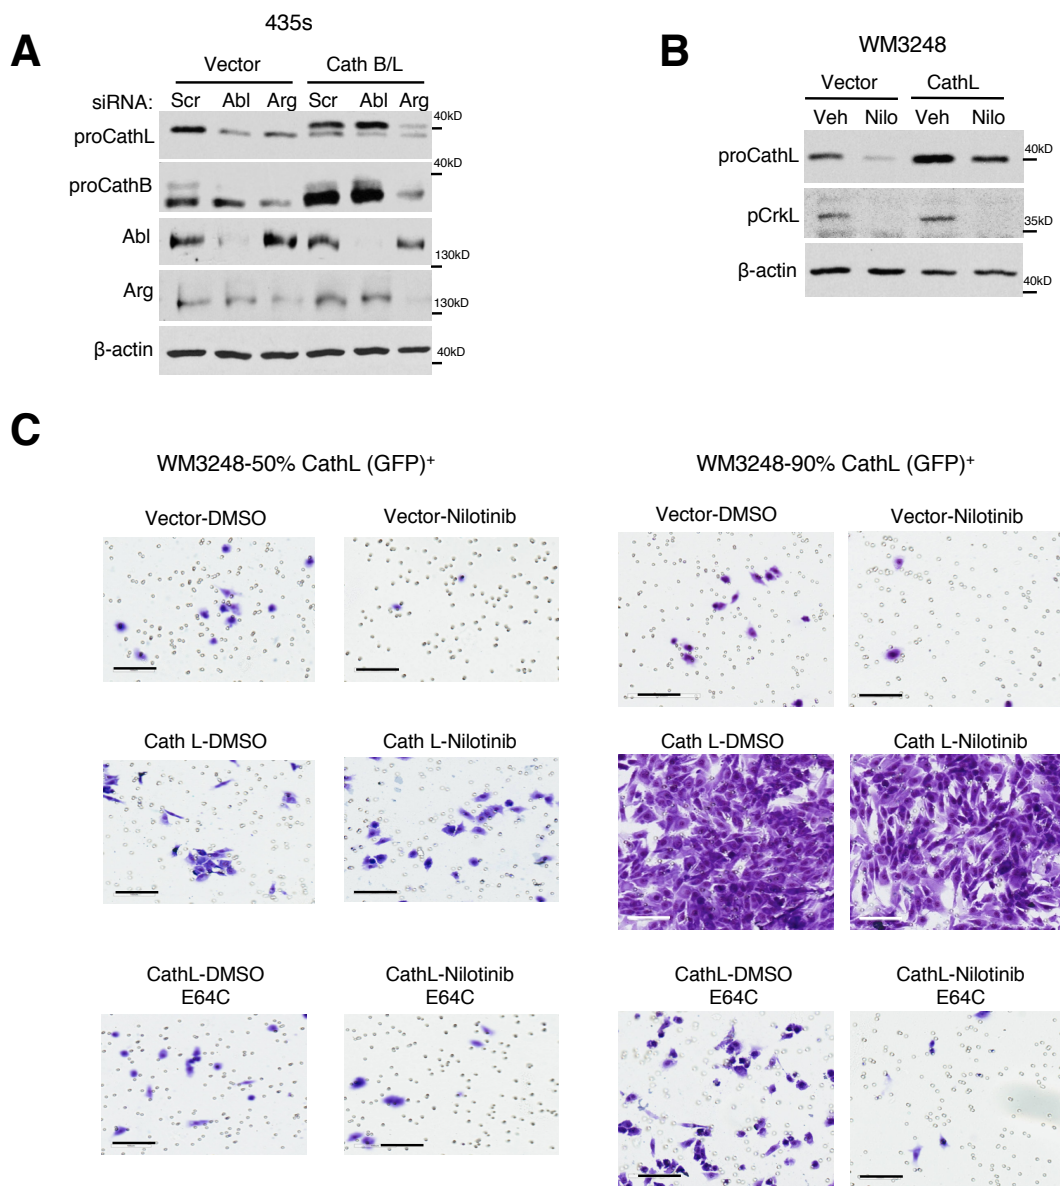 A
435s
Vector Cath B/L
siRNA: Scr Abl Arg Scr Abl Arg
proCathL 40kD
proCathB 40kD
Abl 130kD
Arg 130kD
β-actin 40kD
B
WM3248
Vector CathL
Veh Nilo Veh Nilo
proCathL 40kD
pCrkL 35kD
β-actin 40kD
C
WM3248-50% CathL (GFP)⁺ WM3248-90% CathL (GFP)⁺
Vector-DMSO Vector-Nilotinib Vector-DMSO Vector-Nilotinib
Cath L-DMSO Cath L-Nilotinib Cath L-DMSO Cath L-Nilotinib
CathL-DMSO CathL-Nilotinib CathL-DMSO CathL-Nilotinib
E64C E64C E64C E64C